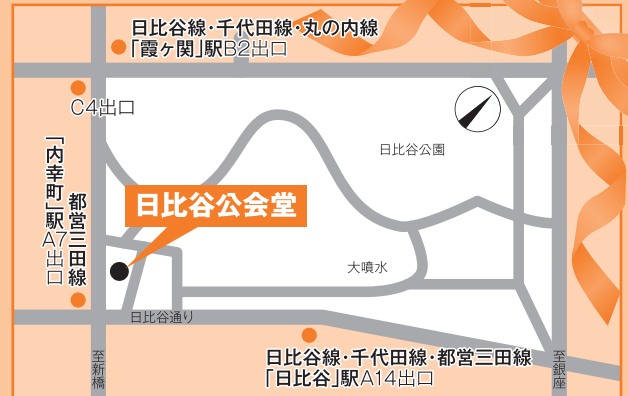 日比谷線・千代田線・丸の内線
「霞ヶ関」駅B2出口
C4出口
日比谷公園
都営三田線
「内幸町」駅A7出口
日比谷公会堂
大噴水
日比谷通り
至新橋
日比谷線・千代田線・都営三田線
「日比谷」駅A14出口
至銀座